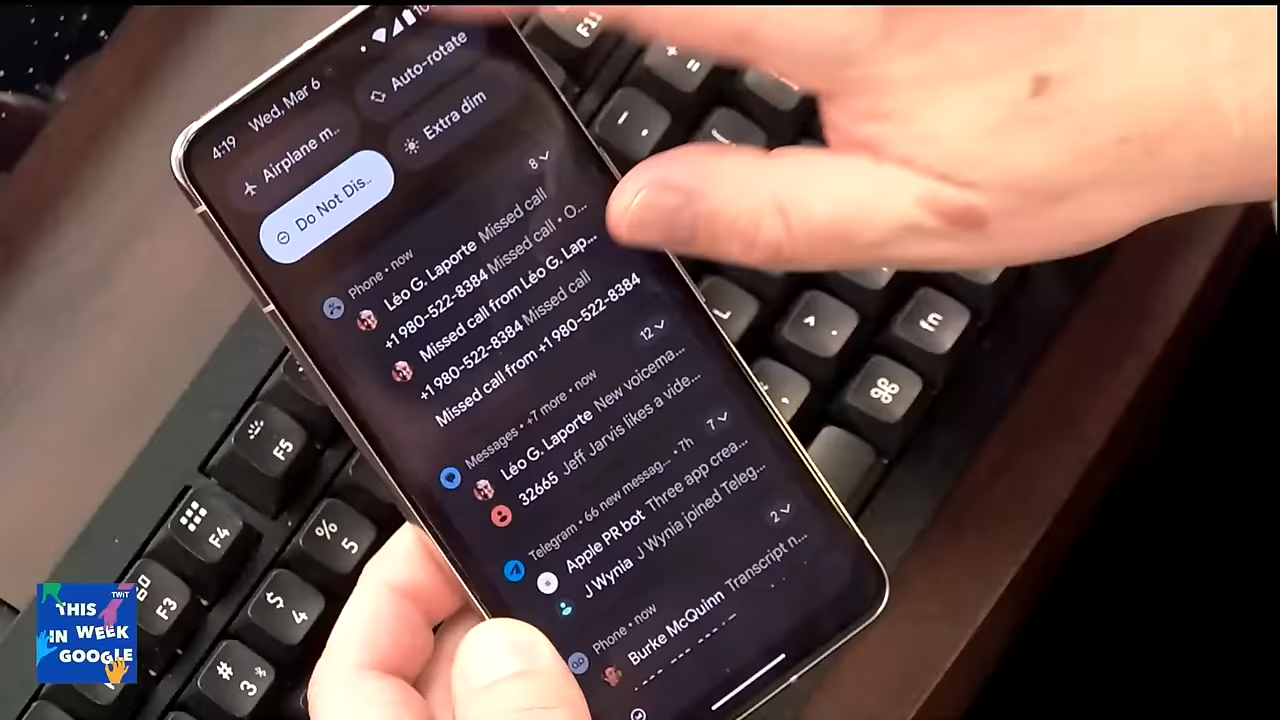 4:19 Wed, Mar 6
Auto-rotate
Airplane m..
Extra dim
Do Not Dis..
8
Phone • now
Léo G. Laporte Missed call
+1 980-522-8384 Missed call • O...
Missed call from Léo G. Lap...
+1 980-522-8384 Missed call
Missed call from +1 980-522-8384
12
Messages • +7 more • now
Léo G. Laporte New voicema...
32665 Jeff Jarvis likes a vide...
7
Telegram • 66 new messag... • 7h
Apple PR bot Three app crea...
J Wynia J Wynia joined Teleg...
2
Phone • now
Burke McQuinn Transcript n...
F11
+
=
-
L
^
.
fn
,
⌘
F5
F4
%
5
F3
$
4
#
3
TWiT
THIS
IN WEEK
GOOGLE